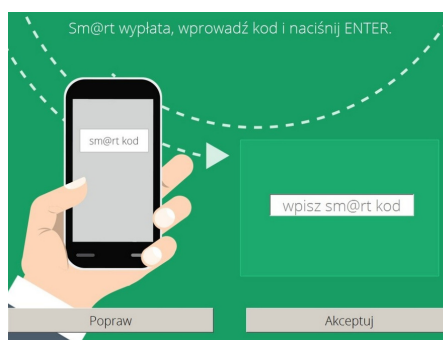 Sm@rt wypłata, wprowadź kod i naciśnij ENTER.
sm@rt kod
wpisz sm@rt kod
Popraw
Akceptuj